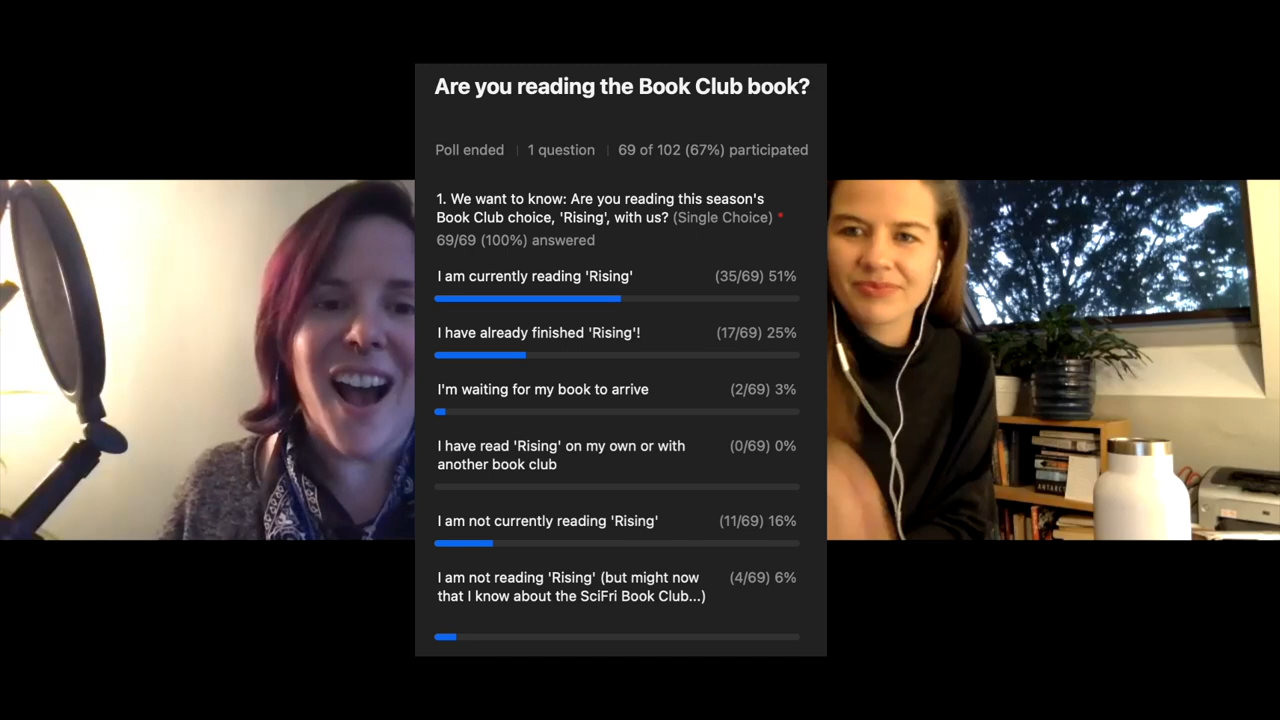 Are you reading the Book Club book?
Poll ended | 1 question | 69 of 102 (67%) participated
1. We want to know: Are you reading this season's
Book Club choice, 'Rising', with us? (Single Choice) *
69/69 (100%) answered
I am currently reading 'Rising' (35/69) 51%
I have already finished 'Rising'! (17/69) 25%
I'm waiting for my book to arrive (2/69) 3%
I have read 'Rising' on my own or with (0/69) 0%
another book club
I am not currently reading 'Rising' (11/69) 16%
I am not reading 'Rising' (but might now (4/69) 6%
that I know about the SciFri Book Club...)